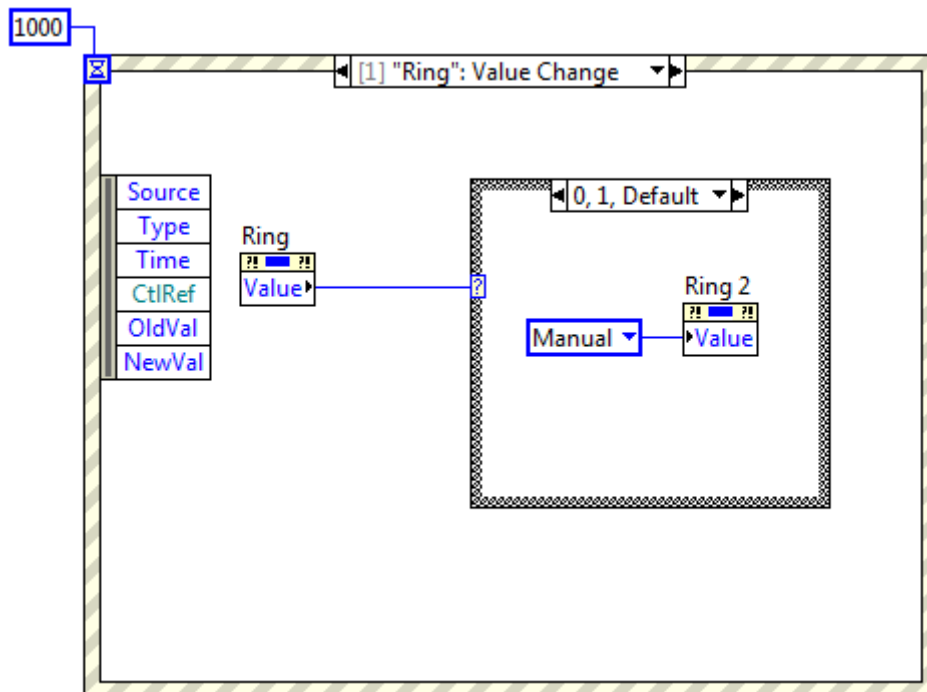 1000
[1] "Ring": Value Change
Source
Type
Time
CtlRef
OldVal
NewVal
Ring
?! ?!
Value
0, 1, Default
?
Ring 2
?! ?!
Manual
Value